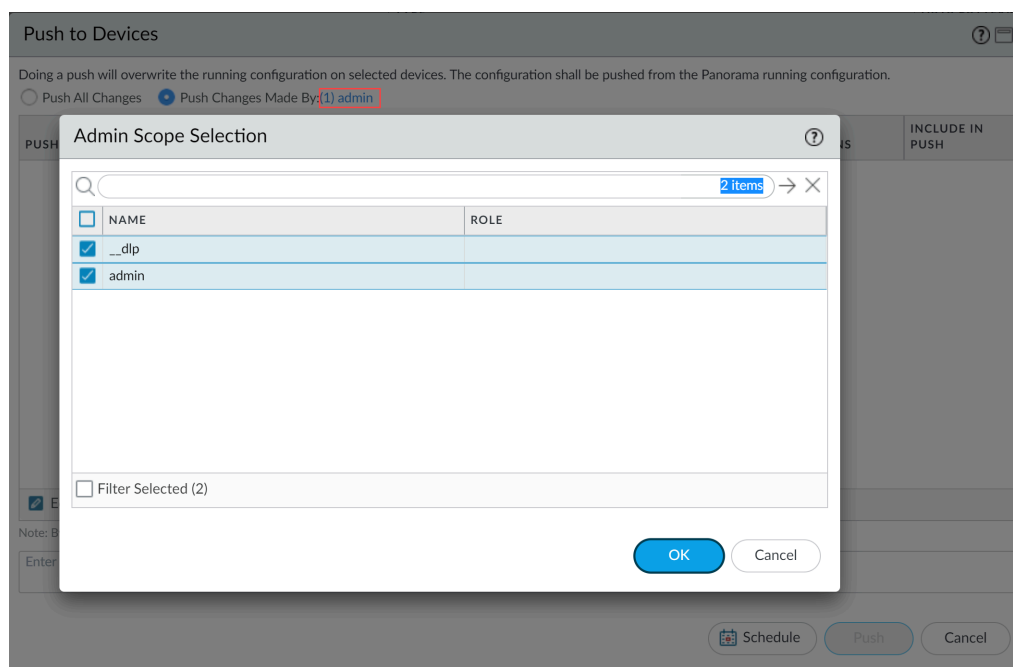 Push to Devices
Doing a push will overwrite the running configuration on selected devices. The configuration shall be pushed from the Panorama running configuration.
Push All Changes Push Changes Made By:(1) admin
PUSH INCLUDE IN PUSH
Admin Scope Selection
2 items
NAME ROLE
__dlp
admin
Filter Selected (2)
OK Cancel
Note:
Enter
Schedule Push Cancel